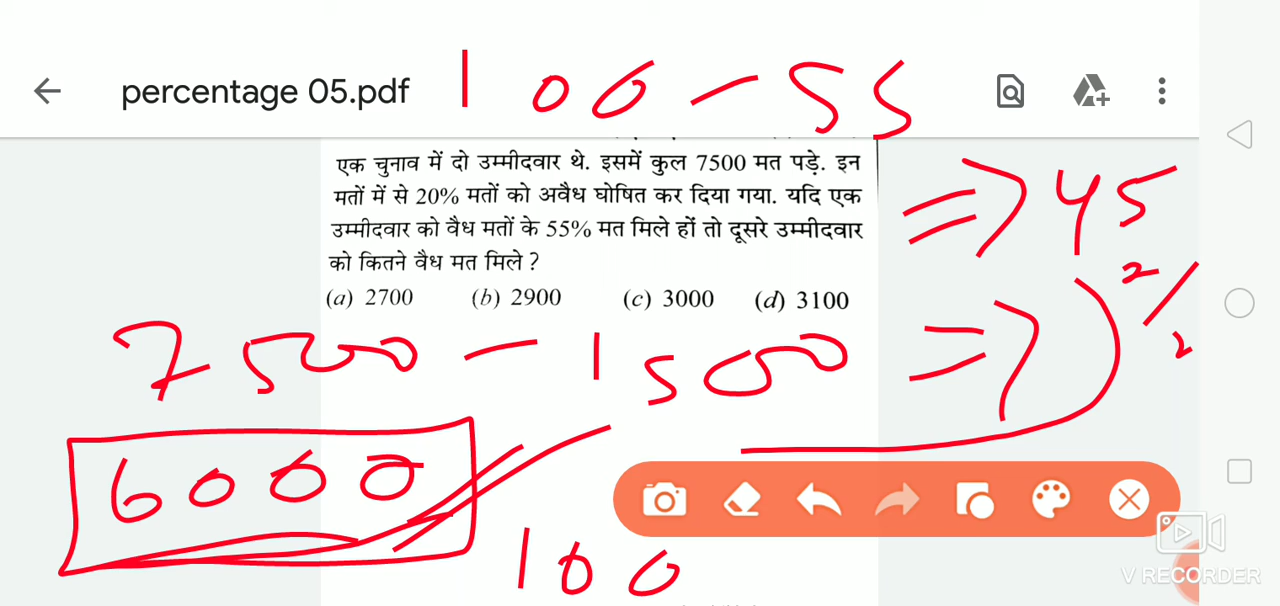 100-55
percentage 05.pdf
एक चुनाव में दो उम्मीदवार थे. इसमें कुल 7500 मत पड़े. इन
मतों में से 20% मतों को अवैध घोषित कर दिया गया. यदि एक
उम्मीदवार को वैध मतों के 55% मत मिले हों तो दूसरे उम्मीदवार
को कितने वैध मत मिले ?
(a) 2700 (b) 2900 (c) 3000 (d) 3100
=> 45
7500 - 1500 =>
2/2
6000
100
V RECORDER